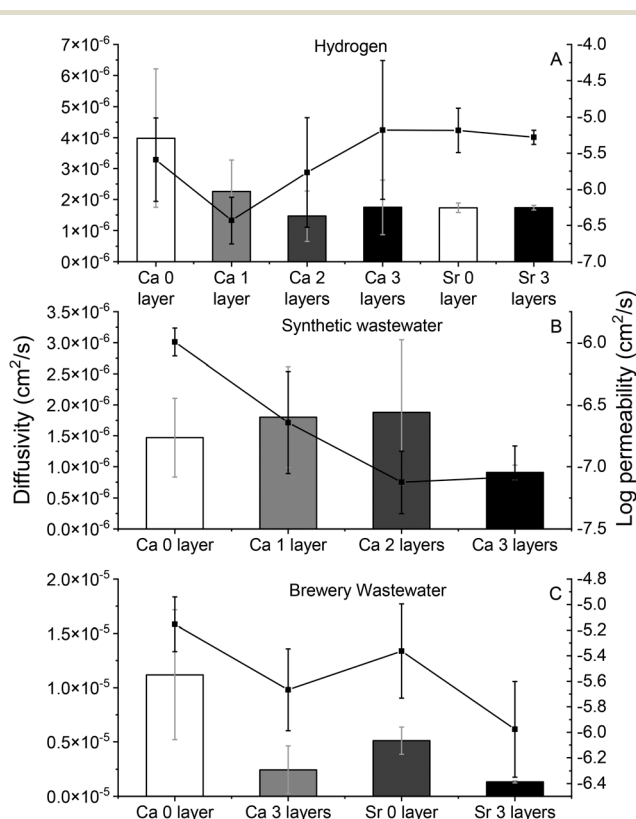 Hydrogen
A
7×10⁻⁶
6×10⁻⁶
5×10⁻⁶
4×10⁻⁶
3×10⁻⁶
2×10⁻⁶
1×10⁻⁶
0×10⁻⁶
-4.0
-4.5
-5.0
-5.5
-6.0
-6.5
-7.0
Ca 0 layer
Ca 1 layer
Ca 2 layers
Ca 3 layers
Sr 0 layer
Sr 3 layers
Diffusivity (cm²/s)
Log permeability (cm²/s)
Synthetic wastewater
B
3.5×10⁻⁶
3.0×10⁻⁶
2.5×10⁻⁶
2.0×10⁻⁶
1.5×10⁻⁶
1.0×10⁻⁶
0.5×10⁻⁶
0.0×10⁻⁶
-6.0
-6.5
-7.0
-7.5
Ca 0 layer
Ca 1 layer
Ca 2 layers
Ca 3 layers
Brewery Wastewater
C
2.0×10⁻⁵
1.5×10⁻⁵
1.0×10⁻⁵
0.5×10⁻⁵
0.0×10⁻⁵
-4.8
-5.0
-5.2
-5.4
-5.6
-5.8
-6.0
-6.2
-6.4
Ca 0 layer
Ca 3 layers
Sr 0 layer
Sr 3 layers